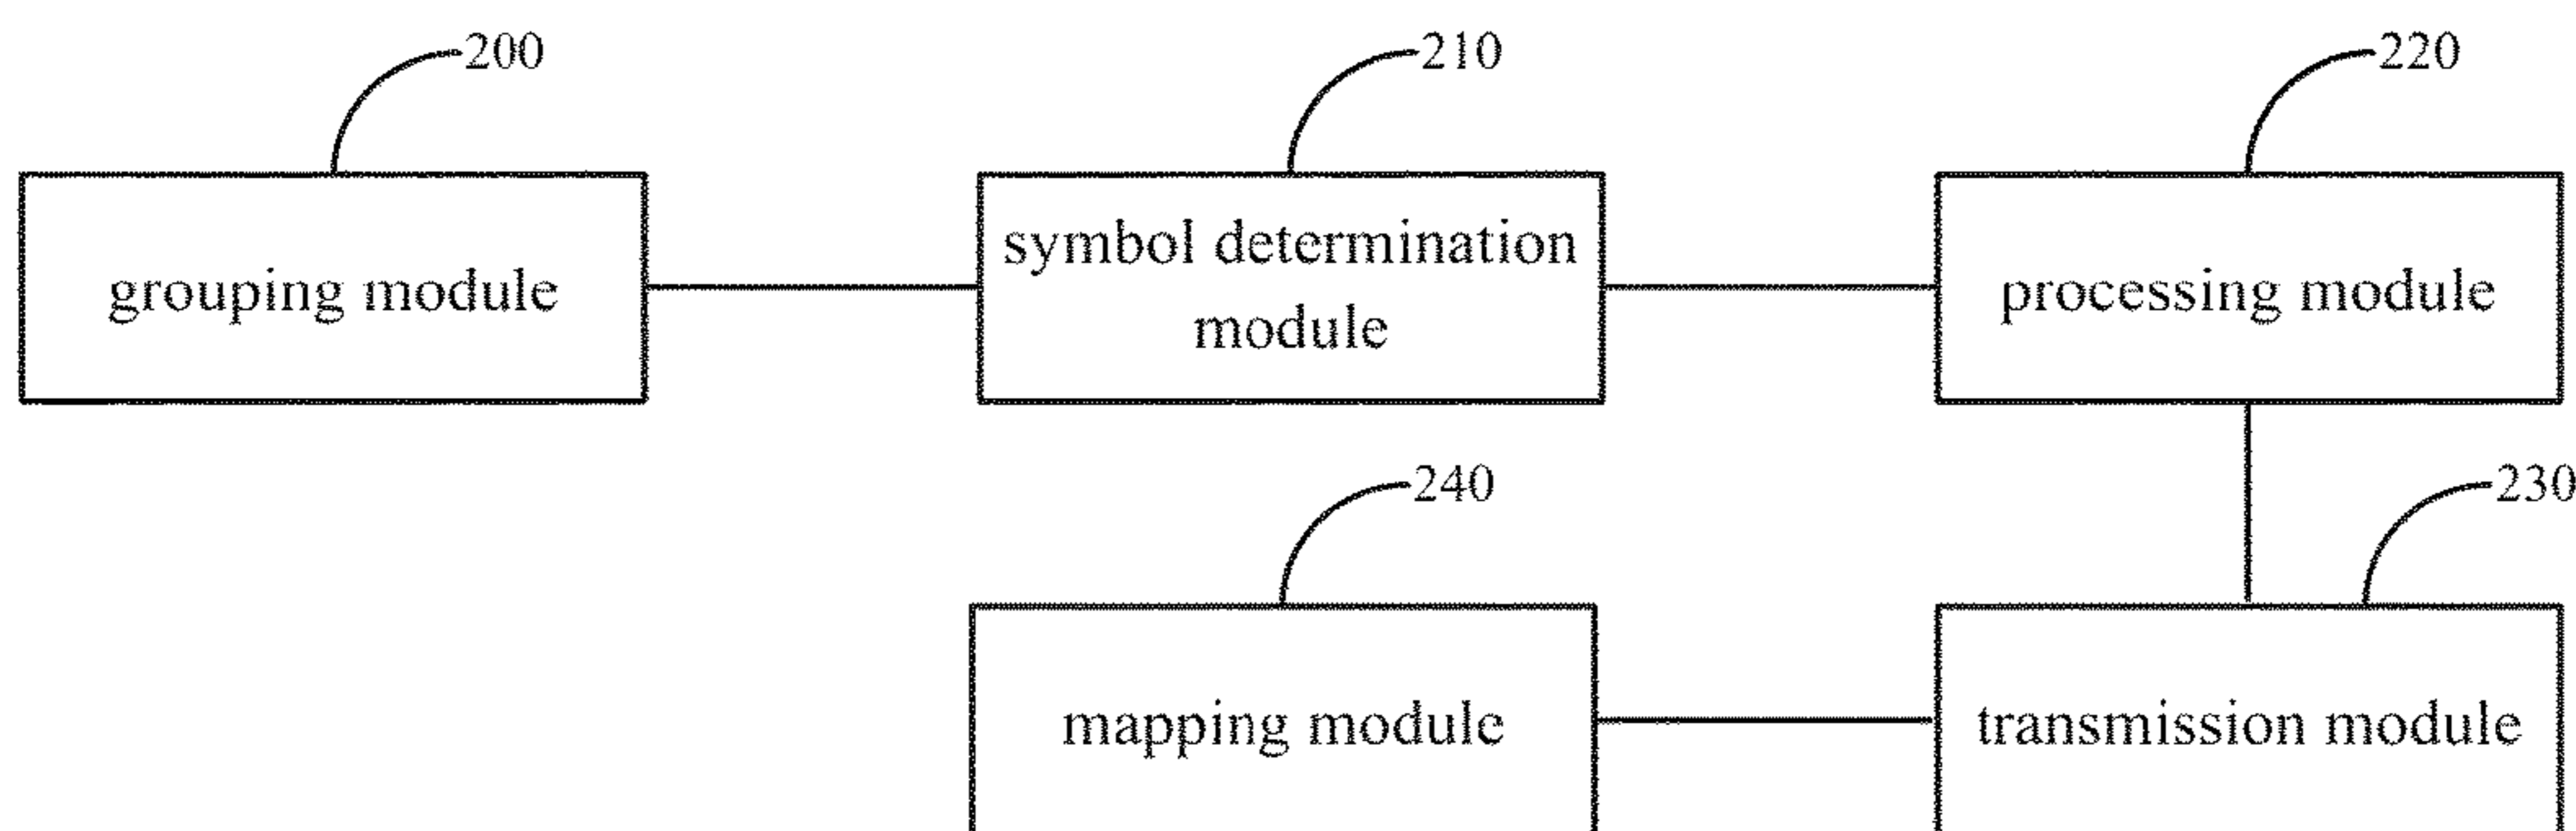 200
210
220
grouping module
symbol determination
module
processing module
240
230
mapping module
transmission module